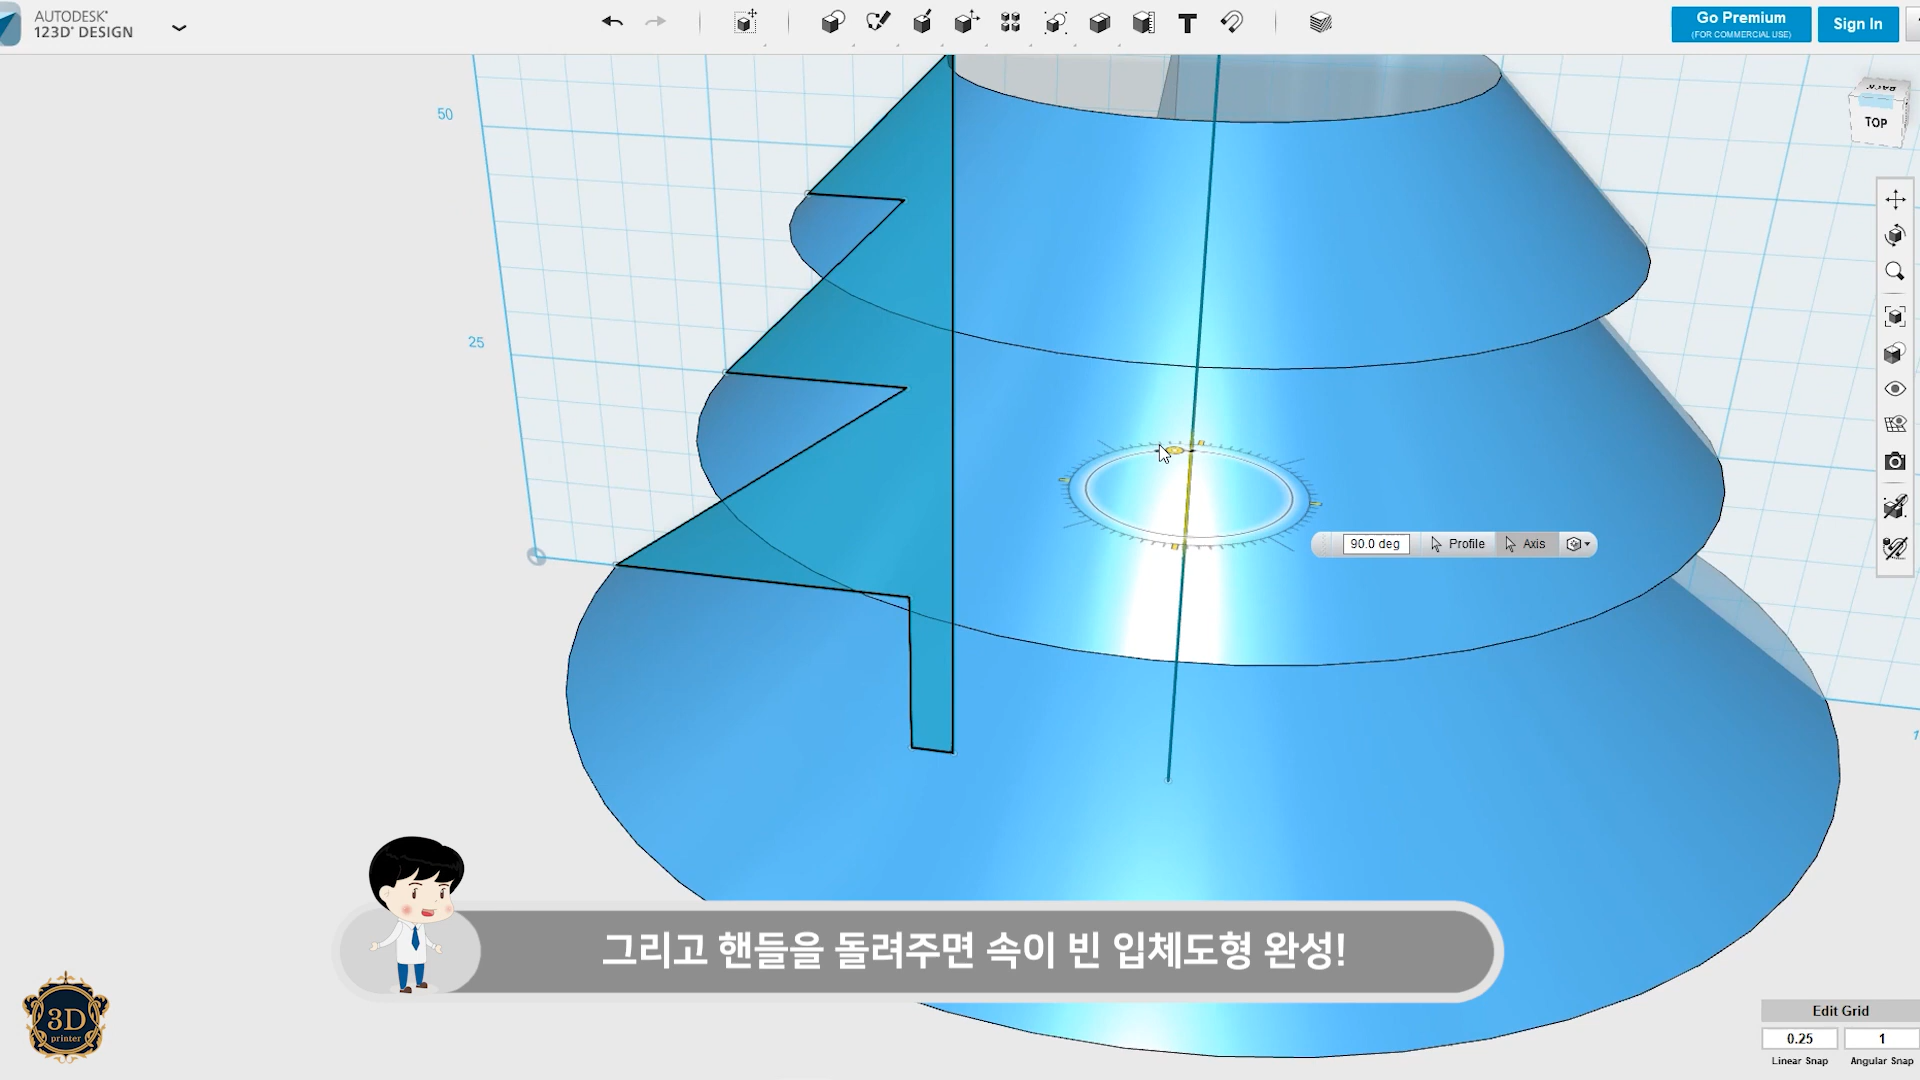 AUTODESK®
123D® DESIGN
Go Premium
(FOR COMMERCIAL USE)
Sign In
BACK
TOP
50
25
90.0 deg
Profile
Axis
그리고 핸들을 돌려주면 속이 빈 입체도형 완성!
3D
printer
Edit Grid
0.25
1
Linear Snap
Angular Snap